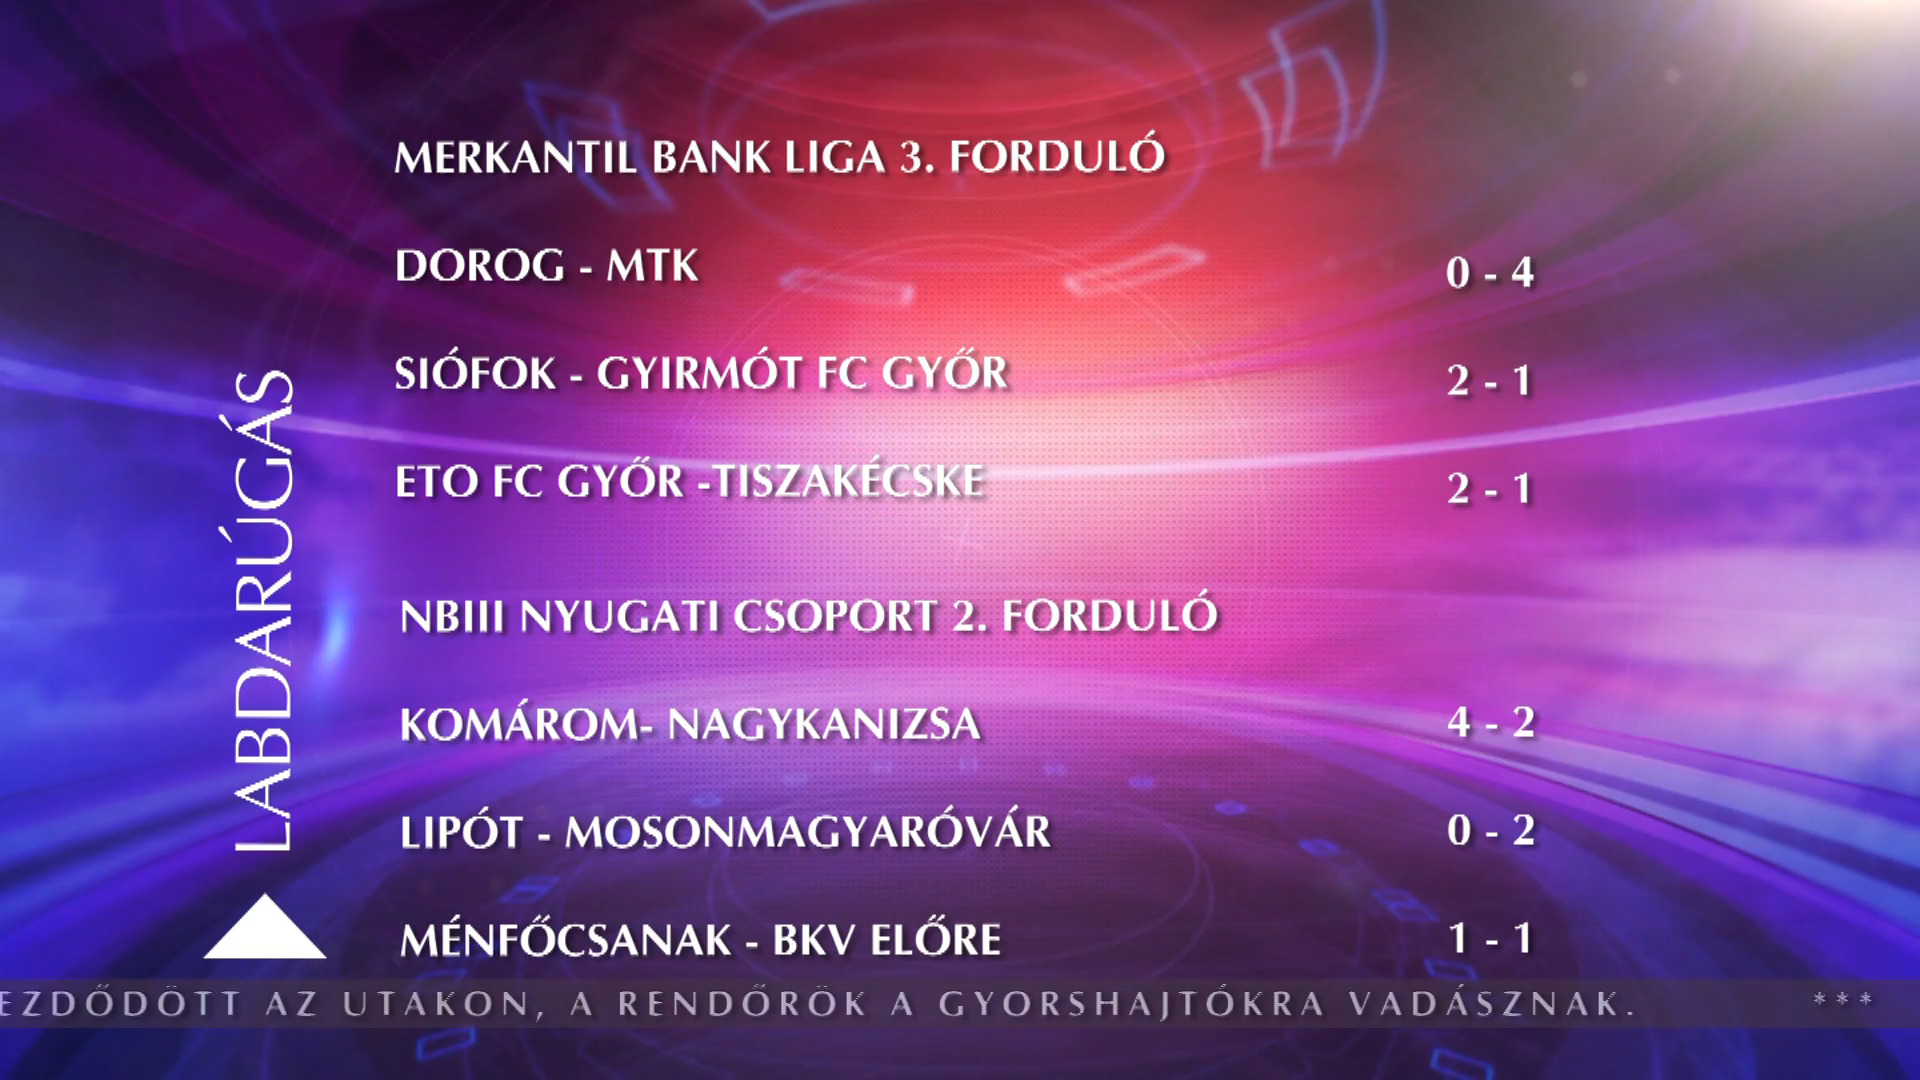 LABDARÚGÁS
MERKANTIL BANK LIGA 3. FORDULÓ
DOROG - MTK 0 - 4
SIÓFOK - GYIRMÓT FC GYŐR 2 - 1
ETO FC GYŐR -TISZAKÉCSKE 2 - 1
NBIII NYUGATI CSOPORT 2. FORDULÓ
KOMÁROM- NAGYKANIZSA 4 - 2
LIPÓT - MOSONMAGYARÓVÁR 0 - 2
MÉNFŐCSANAK - BKV ELŐRE 1 - 1
EZDŐDÖTT AZ UTAKON, A RENDŐRÖK A GYORSHAJTÓKRA VADÁSZNAK. ***